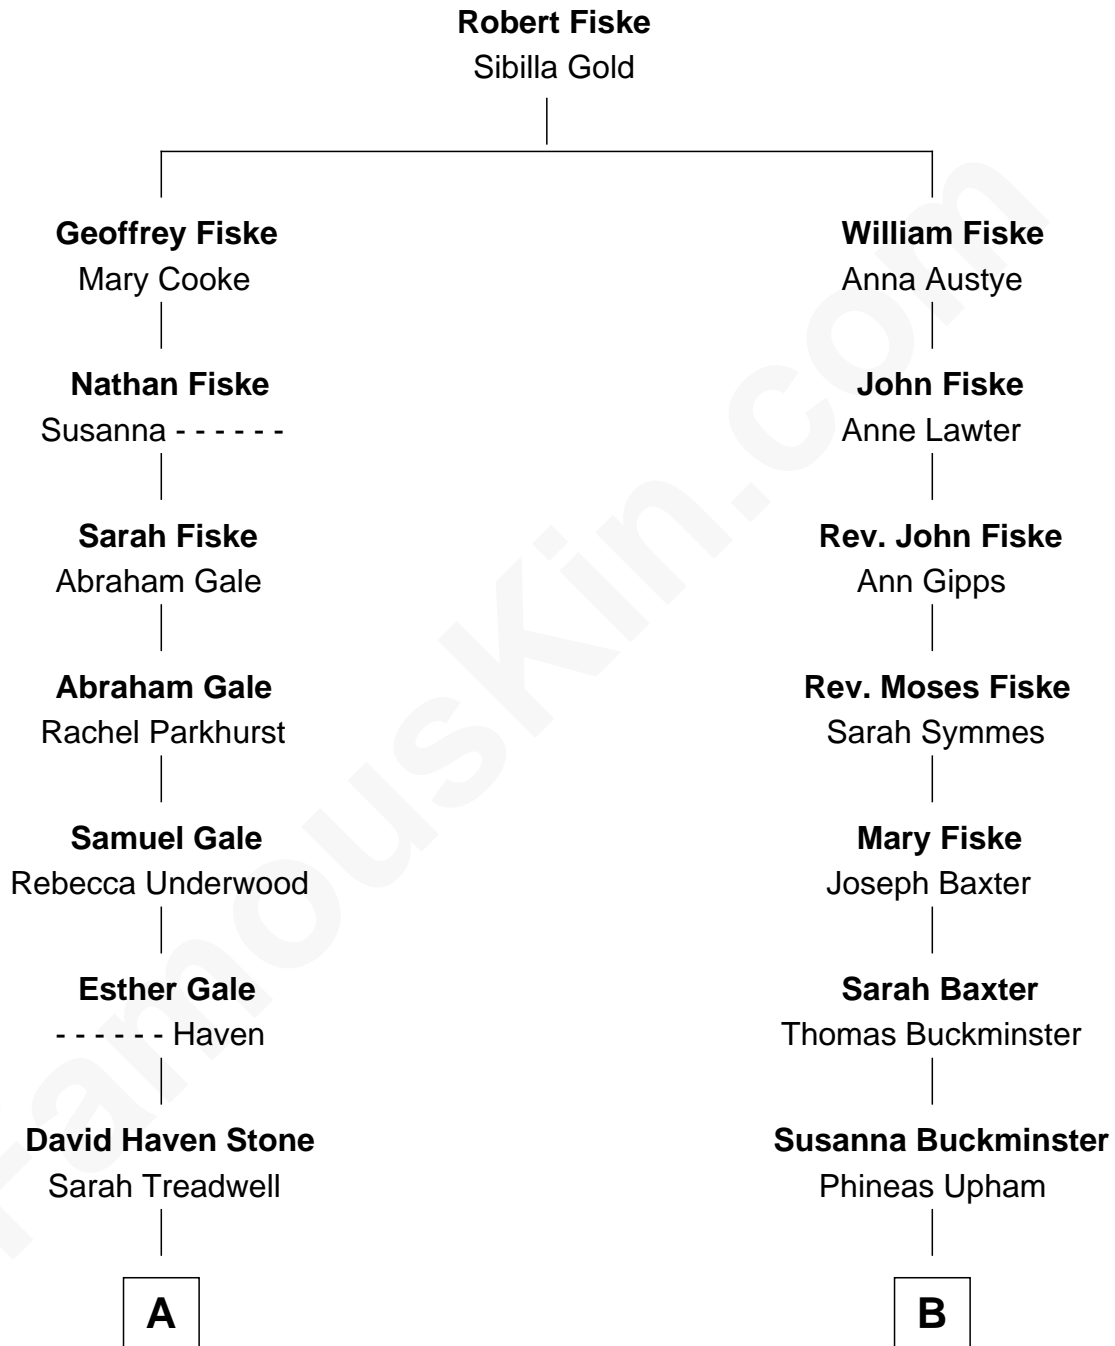 Robert Fiske
Sibilla Gold
Geoffrey Fiske
Mary Cooke
William Fiske
Anna Austye
Nathan Fiske
Susanna - - - - - -
John Fiske
Anne Lawter
Sarah Fiske
Abraham Gale
Rev. John Fiske
Ann Gipps
Abraham Gale
Rachel Parkhurst
Rev. Moses Fiske
Sarah Symmes
Samuel Gale
Rebecca Underwood
Mary Fiske
Joseph Baxter
Esther Gale
- - - - - - Haven
Sarah Baxter
Thomas Buckminster
David Haven Stone
Sarah Treadwell
Susanna Buckminster
Phineas Upham
A
B
FamousKin.com